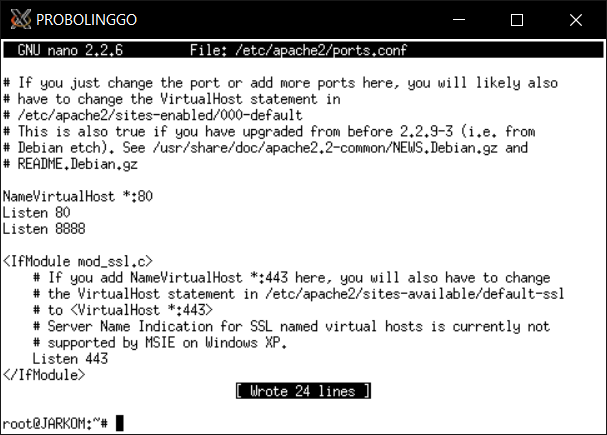 PROBOLINGGO
GNU nano 2.2.6 File: /etc/apache2/ports.conf
# If you just change the port or add more ports here, you will likely also
# have to change the VirtualHost statement in
# /etc/apache2/sites-enabled/000-default
# This is also true if you have upgraded from before 2.2.9-3 (i.e. from
# Debian etch). See /usr/share/doc/apache2.2-common/NEWS.Debian.gz and
# README.Debian.gz
NameVirtualHost *:80
Listen 80
Listen 8888
<IfModule mod_ssl.c>
# If you add NameVirtualHost *:443 here, you will also have to change
# the VirtualHost statement in /etc/apache2/sites-available/default-ssl
# to <VirtualHost *:443>
# Server Name Indication for SSL named virtual hosts is currently not
# supported by MSIE on Windows XP.
Listen 443
</IfModule>
[ Wrote 24 lines ]
root@JARKOM:~#